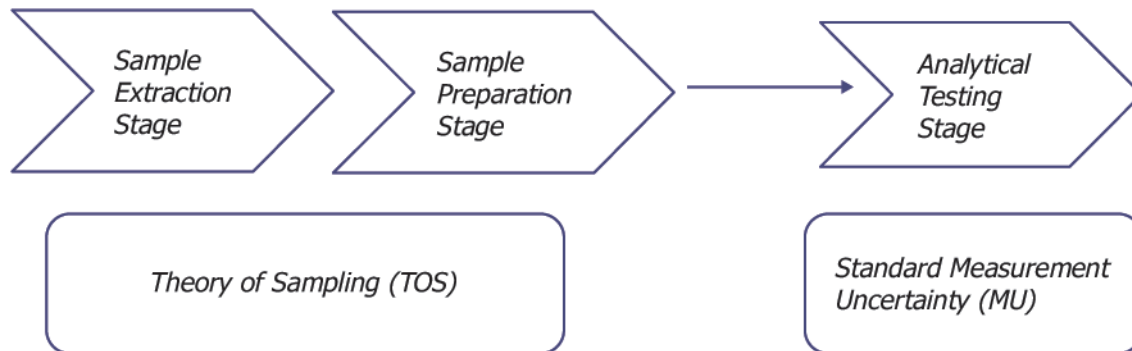 Sample
Extraction
Stage
Sample
Preparation
Stage
Analytical
Testing
Stage
Theory of Sampling (TOS)
Standard Measurement
Uncertainty (MU)